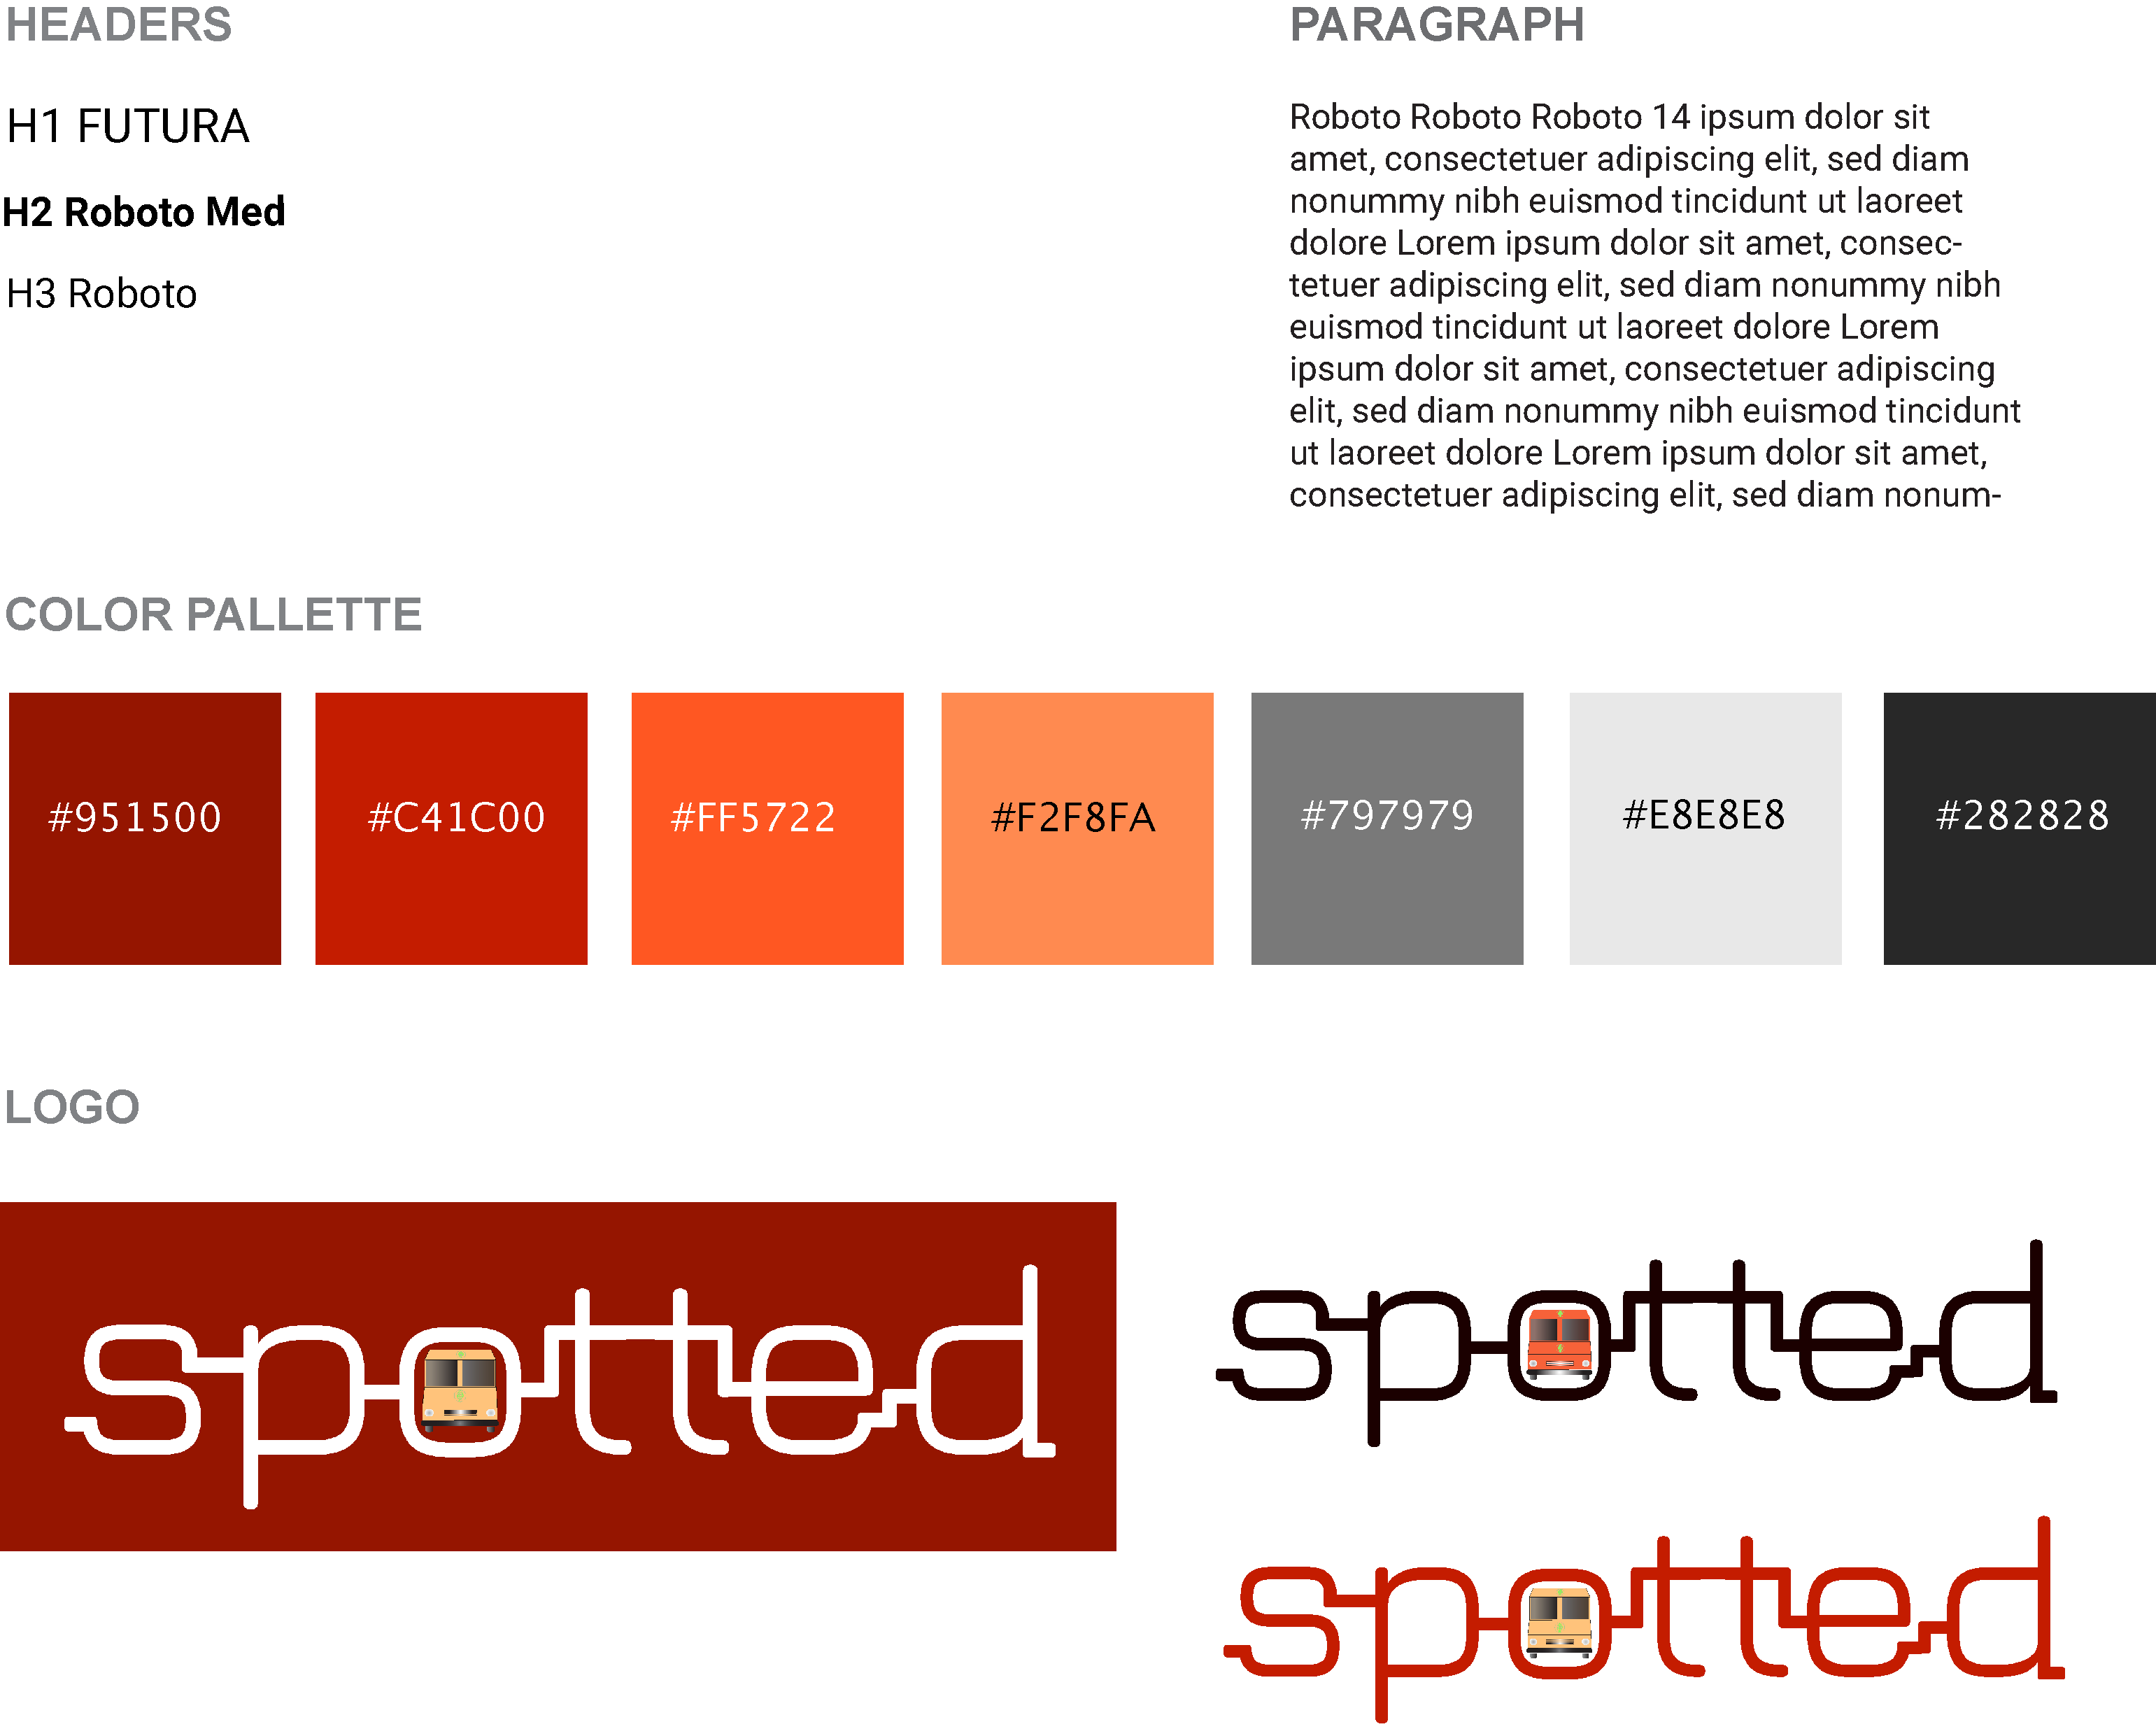 HEADERS
H1 FUTURA
H2 Roboto Med
H3 Roboto
PARAGRAPH
Roboto Roboto Roboto 14 ipsum dolor sit
amet, consectetuer adipiscing elit, sed diam
nonummy nibh euismod tincidunt ut laoreet
dolore Lorem ipsum dolor sit amet, consec-
tetuer adipiscing elit, sed diam nonummy nibh
euismod tincidunt ut laoreet dolore Lorem
ipsum dolor sit amet, consectetuer adipiscing
elit, sed diam nonummy nibh euismod tincidunt
ut laoreet dolore Lorem ipsum dolor sit amet,
consectetuer adipiscing elit, sed diam nonum-
COLOR PALLETTE
#951500
#C41C00
#FF5722
#F2F8FA
#797979
#E8E8E8
#282828
LOGO
spotted
spotted
spotted